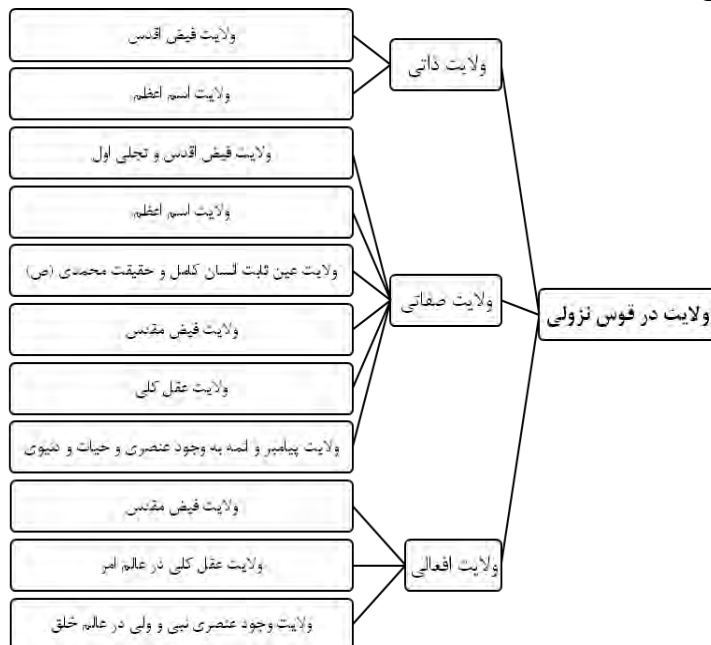 ولایت در قوس نزولی
ولایت ذاتی
ولایت فیض اقدس
ولایت اسم اعظم
ولایت صفاتی
ولایت فیض اقدس و تجلی اول
ولایت اسم اعظم
ولایت عین ثابت انسان کامل و حقیقت محمدی (ص)
ولایت فیض مقدس
ولایت عقل کلی
ولایت پیامبر و ائمه به وجود عنصری و حیات و دنیوی
ولایت افعالی
ولایت فیض مقدس
ولایت عقل کلی در عالم امر
ولایت وجود عنصری نبی و ولی در عالم خلق